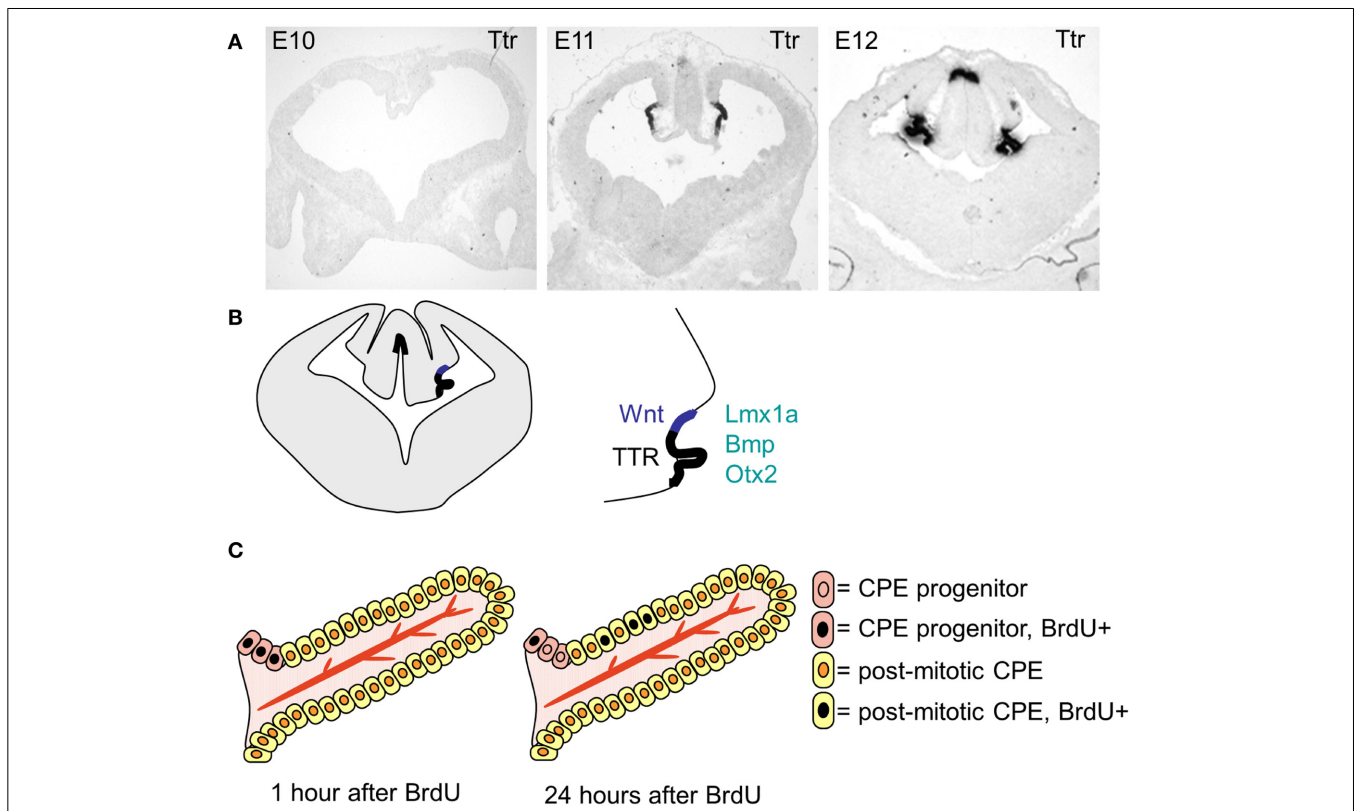 A
E10
Ttr
E11
Ttr
E12
Ttr
B
Wnt
TTR
Lmx1a
Bmp
Otx2
C
= CPE progenitor
= CPE progenitor, BrdU+
= post-mitotic CPE
= post-mitotic CPE, BrdU+
1 hour after BrdU
24 hours after BrdU